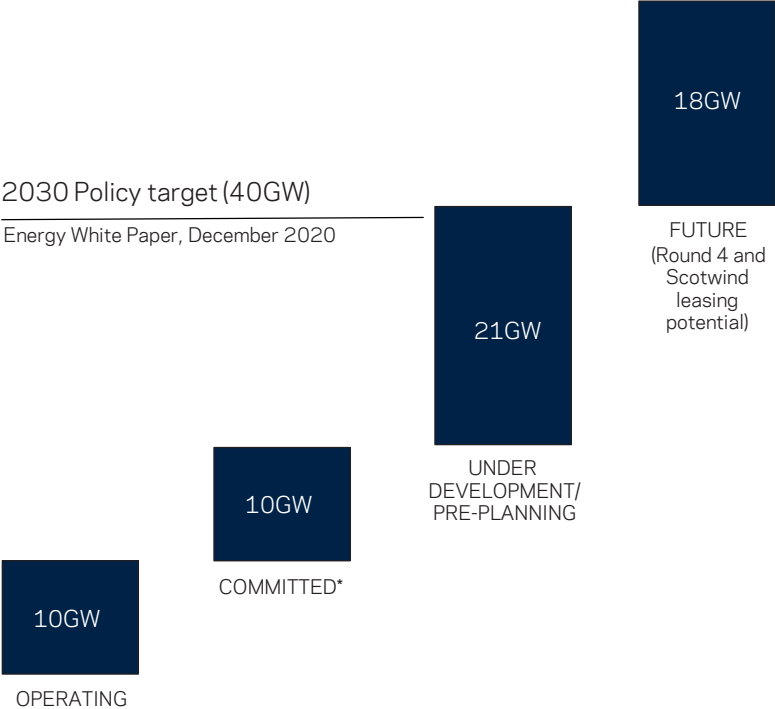 18GW
2030 Policy target (40GW)
Energy White Paper, December 2020
FUTURE
(Round 4 and
Scotwind
leasing
potential)
21GW
UNDER
DEVELOPMENT/
PRE-PLANNING
10GW
COMMITTED*
10GW
OPERATING